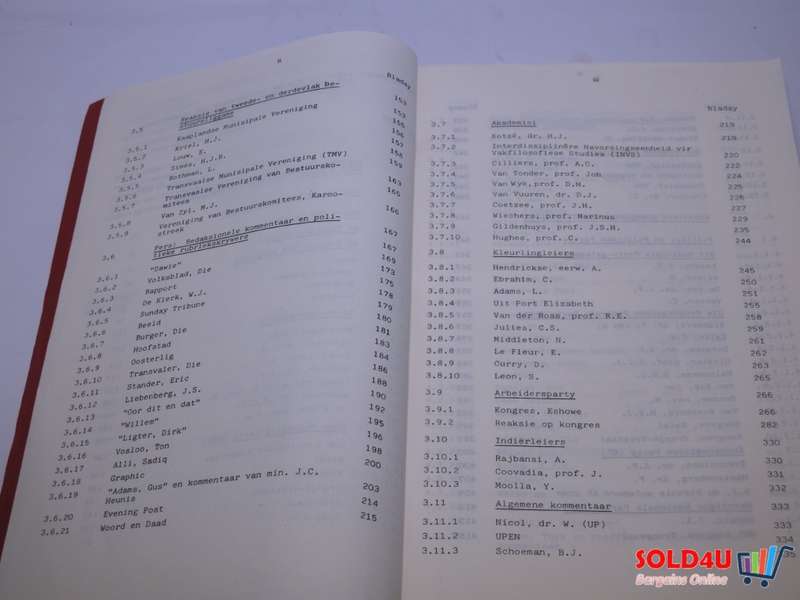 Bladsy
3.5 van tweede- en derdevlak be-
153
Kaaplandse Munisipale Vereniging 153
3.5.1 Kriel, H.J. 155
3.5.2 Louw, E. 156
3.5.3 H.J.H. 157
3.5.4 Rothman, L. 156
3.5.5 Transvaalse Munisipale Vereniging (TMV) 159
3.5.6 Transvaalse Vereniging van Bestuursko-
mitees 163
3.5.7 Van Zyl, M.J. 165
3.5.8 Vereniging van Bestuurskomitees, Karoo-
streek 166
3.6 Pers. Redaksionele kommentaar en poli-
tieke rubriekskrywers 167
3.6.1 "Dawie" 167
3.6.2 Volksblad, Die 169
3.6.3 Rapport 173
3.6.4 De Klerk, W.J. 175
3.6.5 Sunday Tribune 178
3.6.6 Beeld 179
3.6.7 Burger, Die 180
3.6.8 Hoofstad 181
3.6.9 Oosterlig 183
3.6.10 Transvaler, Die 184
3.6.11 Stander, Eric 186
3.6.12 Liebenberg, J.S. 188
3.6.13 "Oor dit en dat" 190
3.6.14 "Willem" 192
3.6.15 "Ligter, Dirk" 195
3.6.16 Vosloo, Ton 196
3.6.17 Alli, Sadiq 198
3.6.18 Graphic 200
3.6.19 "Adams, Gus" en kommentaar van min. J.C.
Heunis 203
3.6.20 Evening Post 214
3.6.21 Woord en Daad 215
Bladsy
3.7 Akademici 219
3.7.1 Kotzé, dr. H.J. 219
3.7.2 Interdissiplinêre Navorsingseenheid vir
vakfilosofiese Studies (INVS) 220
3.7.3 Cilliers, prof. A.C. 222
3.7.4 Van Tonder, prof. Joh 224
3.7.5 Van Wyk, prof. D.M. 225
3.7.6 Van Vuuren, dr. D.J. 226
3.7.7 Coetzee, prof. J.H. 227
3.7.8 Wiechers, prof. Marinus 229
3.7.9 Gildenhuys, prof. J.S.H. 235
3.7.10 Hughes, prof. C. 244
3.8 Kleurlingleiers
3.8.1 Hendrickse, eerw. A. 245
3.8.2 Ebrahim, C. 250
3.8.3 Adams, L. 251
3.8.4 Uit Port Elizabeth 255
3.8.5 Van der Ross, prof. R.E. 258
3.8.6 Julies, C.S. 259
3.8.7 Middleton, N. 261
3.8.8 Le Fleur, E. 262
3.8.9 Curry, D. 263
3.8.10 Leon, S. 265
3.9 Arbeidersparty 266
3.9.1 Kongres, Eshowe 266
3.9.2 Reaksie op kongres 282
3.10 Indiërleiers 330
3.10.1 Rajbansi, A. 330
3.10.2 Coovadia, prof. J. 331
3.10.3 Moolla, Y. 332
3.11 Algemene kommentaar 333
3.11.1 Nicol, dr. W. (UP) 333
3.11.2 UPEN 334
3.11.3 Schoeman, B.J. 335
SOLD4U
Bargains Online